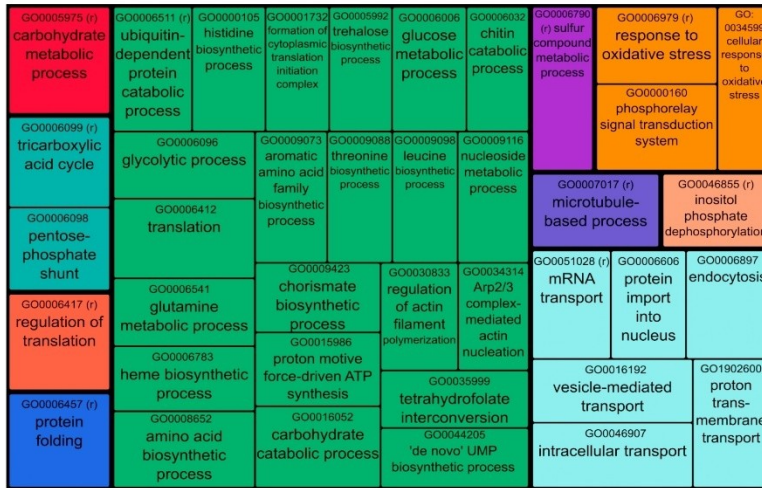 GO0005975 (r)
carbohydrate
metabolic
process
GO0006099 (r)
tricarboxylic
acid cycle
GO0006098
pentose-
phosphate
shunt
GO0006417 (r)
regulation of
translation
GO0006457 (r)
protein
folding
GO0006511 (r)
ubiquitin-
dependent
protein
catabolic
process
GO0000105
histidine
biosynthetic
process
GO0001732
formation of
cytoplasmic
translation
initiation
complex
GO0005992
trehalose
biosynthetic
process
GO0006006
glucose
metabolic
process
GO0006032
chitin
catabolic
process
GO0006096
glycolytic process
GO0006412
translation
GO0006541
glutamine
metabolic process
GO0006783
heme biosynthetic
process
GO0008652
amino acid
biosynthetic
process
GO0009073
aromatic
amino acid
family
biosynthetic
process
GO0009088
threonine
biosynthetic
process
GO0009098
leucine
biosynthetic
process
GO0009116
nucleoside
metabolic
process
GO0009423
chorismate
biosynthetic
process
GO0015986
proton motive
force-driven ATP
synthesis
GO0016052
carbohydrate
catabolic process
GO0030833
regulation
of actin
filament
polymerization
GO0034314
Arp2/3
complex-
mediated actin
nucleation
GO0035999
tetrahydrofolate
interconversion
GO0044205
'de novo' UMP
biosynthetic process
GO0006790
(r) sulfur
compound
metabolic
process
GO0006979 (r)
response to
oxidative stress
GO0000160
phosphorelay
signal transduction
system
GO:
0034599
cellular
response
to
oxidative
stress
GO0007017 (r)
microtubule-
based process
GO0046855 (r)
inositol
phosphate
dephosphorylation
GO0051028 (r)
mRNA
transport
GO0006606
protein
import
into
nucleus
GO0006897
endocytosis
GO0016192
vesicle-mediated
transport
GO0046907
intracellular transport
GO1902600
proton
trans-
membrane
transport